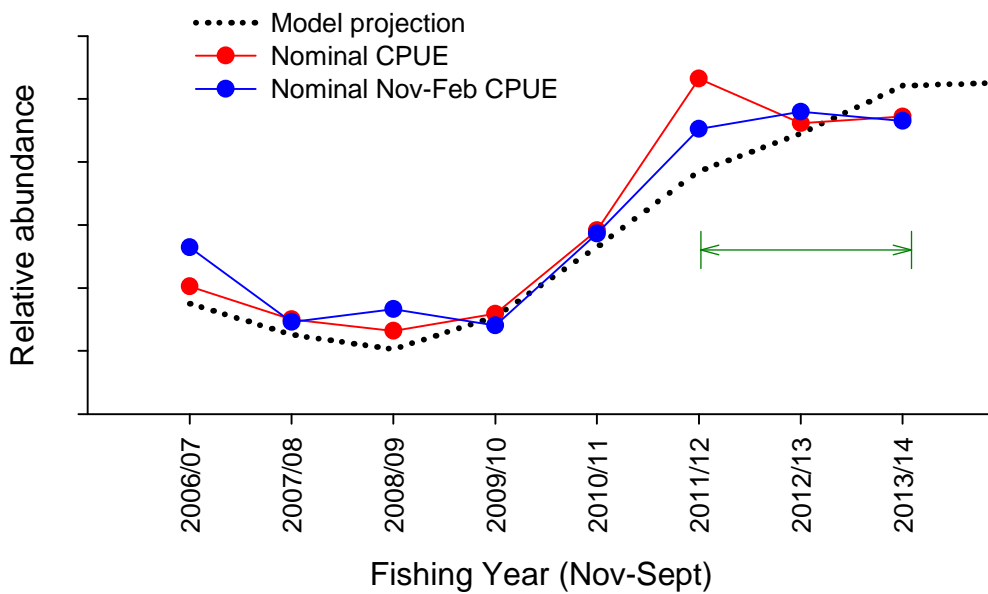 Model projection
Nominal CPUE
Nominal Nov-Feb CPUE
Relative abundance
2006/07
2007/08
2008/09
2009/10
2010/11
2011/12
2012/13
2013/14
Fishing Year (Nov-Sept)